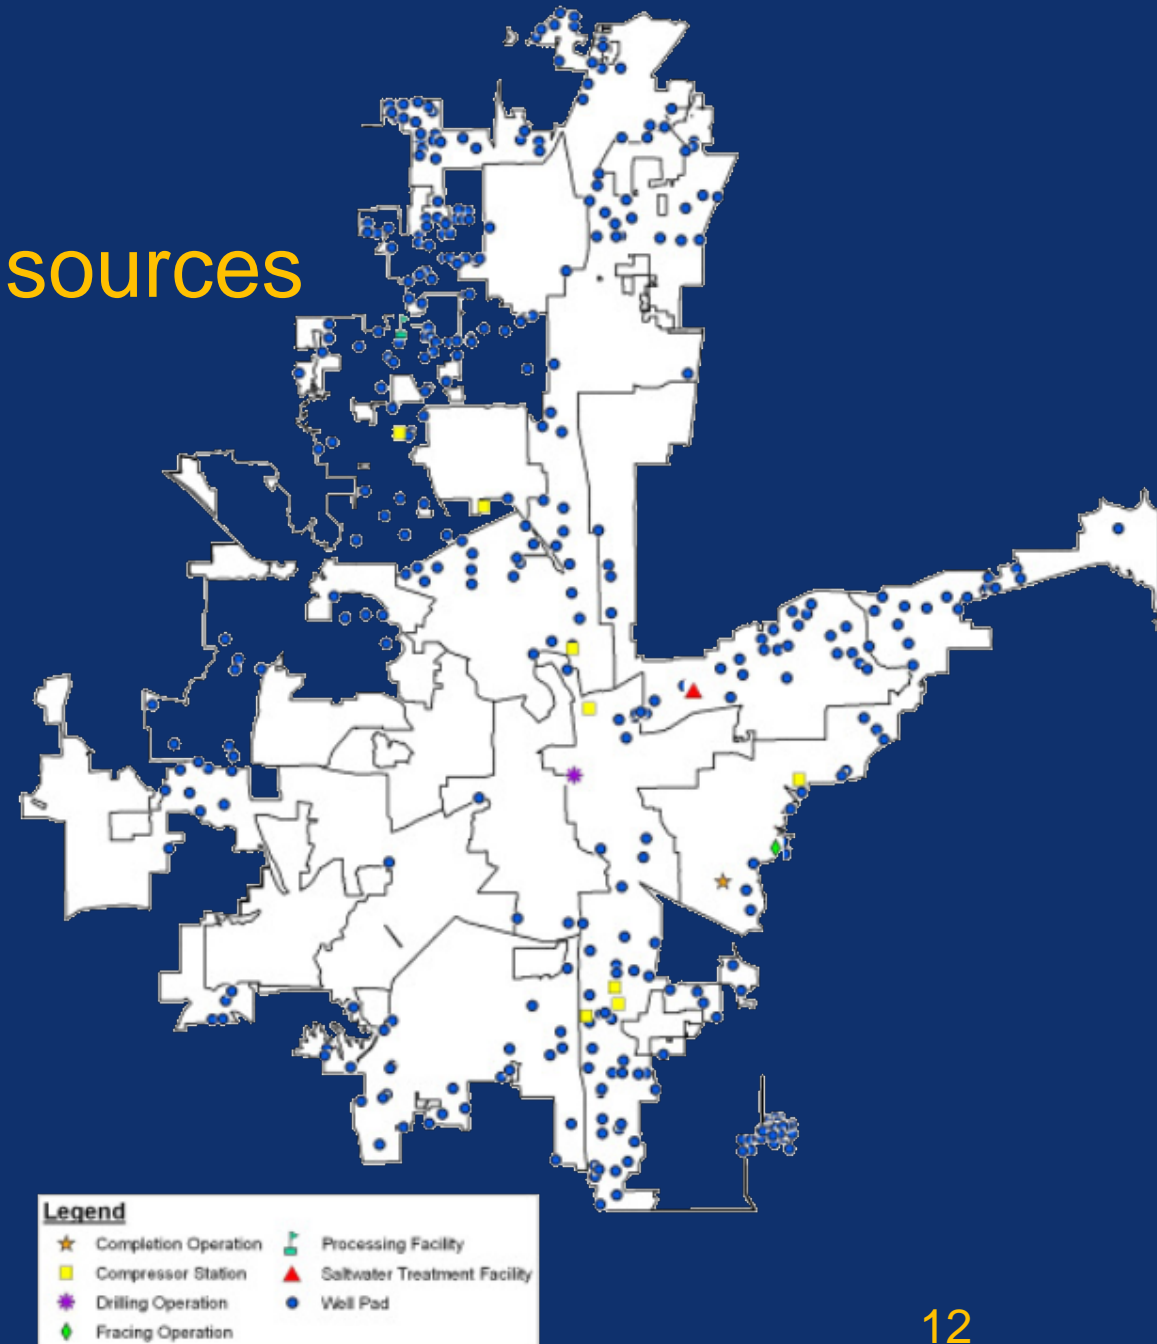 sources
Legend
Completion Operation
Processing Facility
Compressor Station
Saltwater Treatment Facility
Drilling Operation
Well Pad
Fracing Operation
12